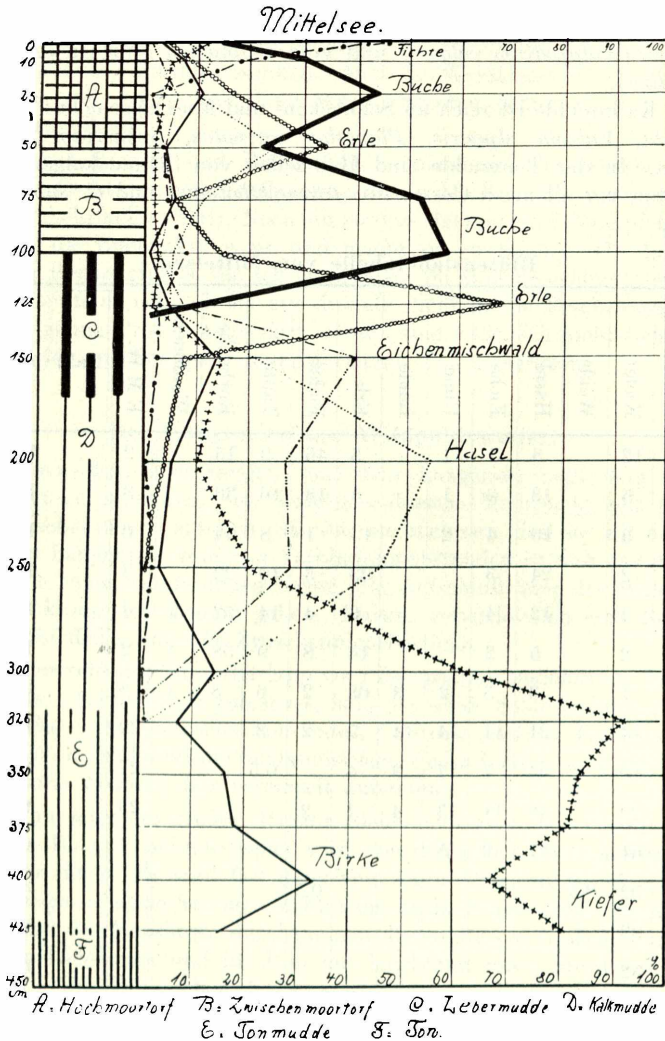 Mittelsee.
0
10
25
50
75
100
125
150
200
250
300
325
350
375
400
425
450
cm
A
B
C
D
E
F
Fichte
70 80 90 100
Buche
Erle
Buche
Erle
Eichenmischwald
Hasel
Birke
Kiefer
10 20 30 40 50 60 70 80 90 100
%
A. Hochmoortorf B. Zwischenmoortorf C. Lebermudde D. Kalkmudde
E. Tonmudde F. Ton.